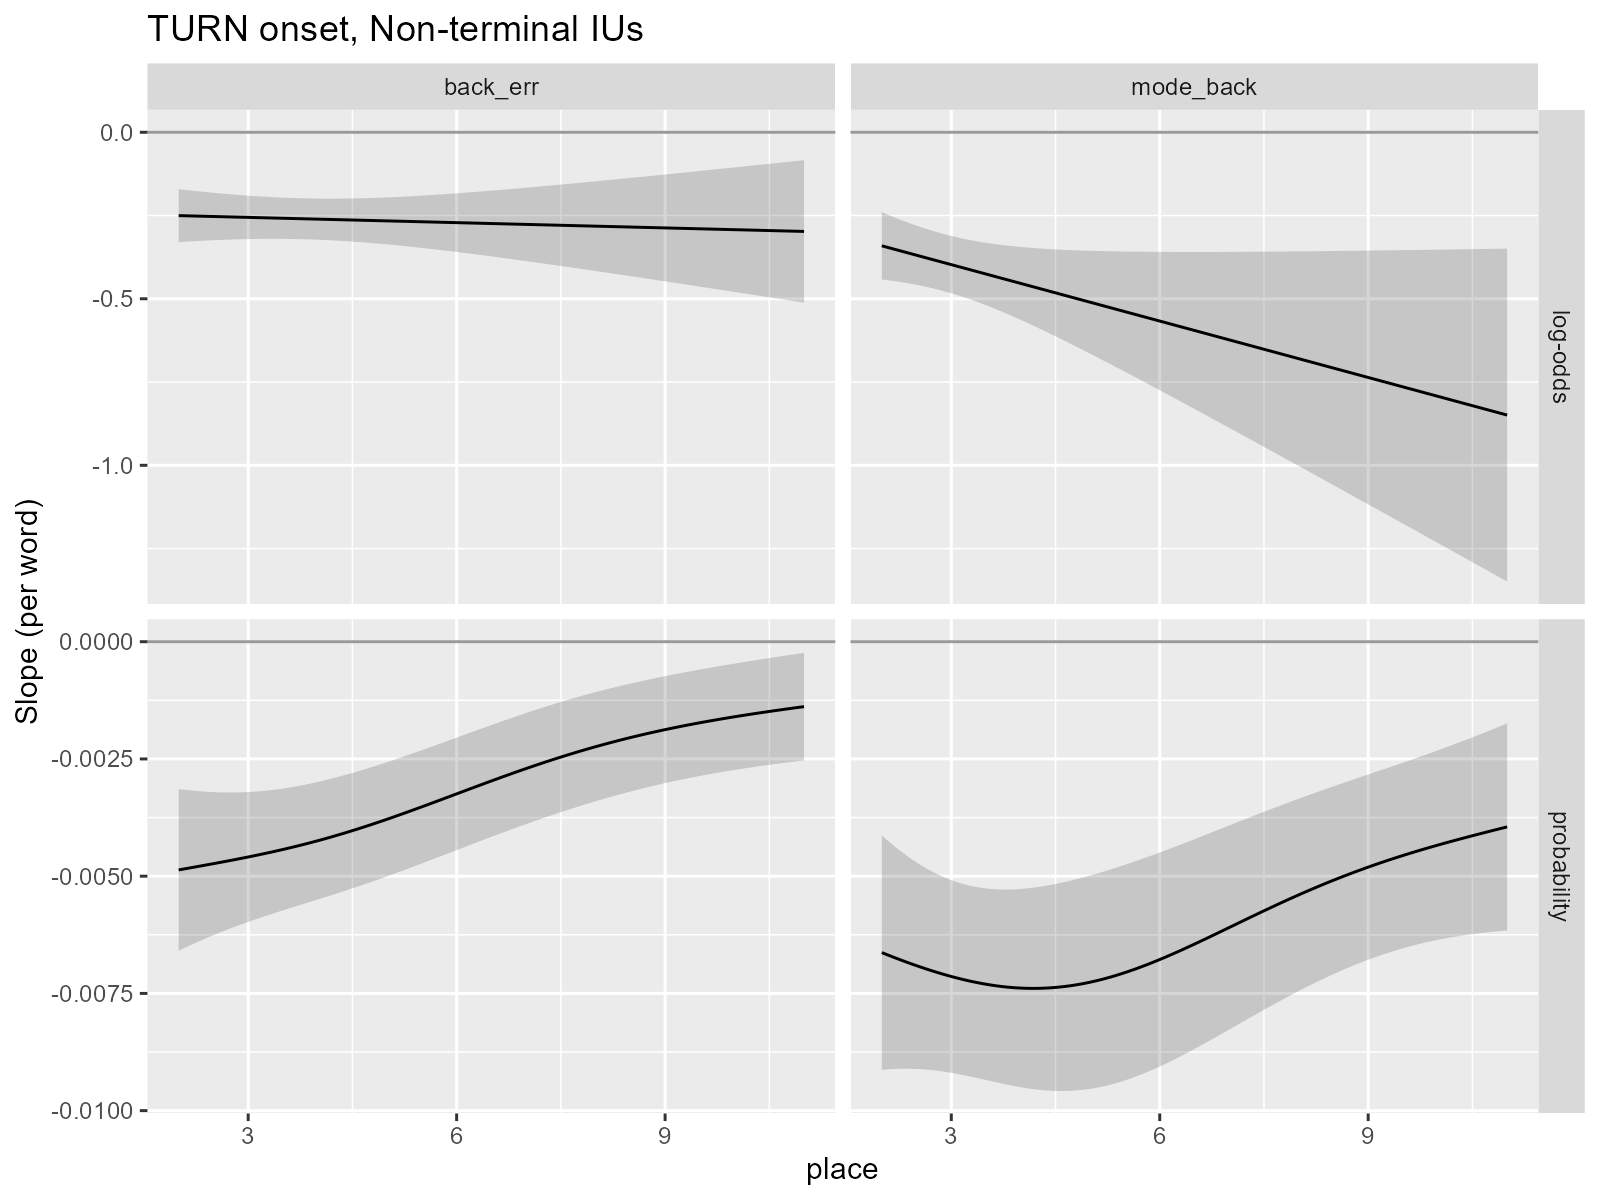 TURN onset, Non-terminal IUs
back_err
mode_back
0.0
-0.5
-1.0
log-odds
0.0000
-0.0025
-0.0050
-0.0075
-0.0100
probability
Slope (per word)
3
6
9
3
6
9
place